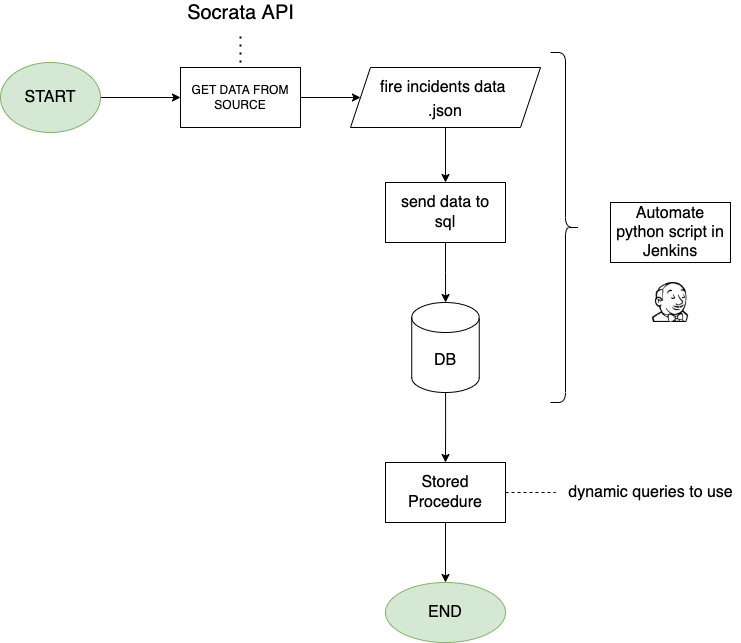 Socrata API
START
GET DATA FROM
SOURCE
fire incidents data
.json
send data to
sql
Automate
python script in
Jenkins
DB
Stored
Procedure
dynamic queries to use
END